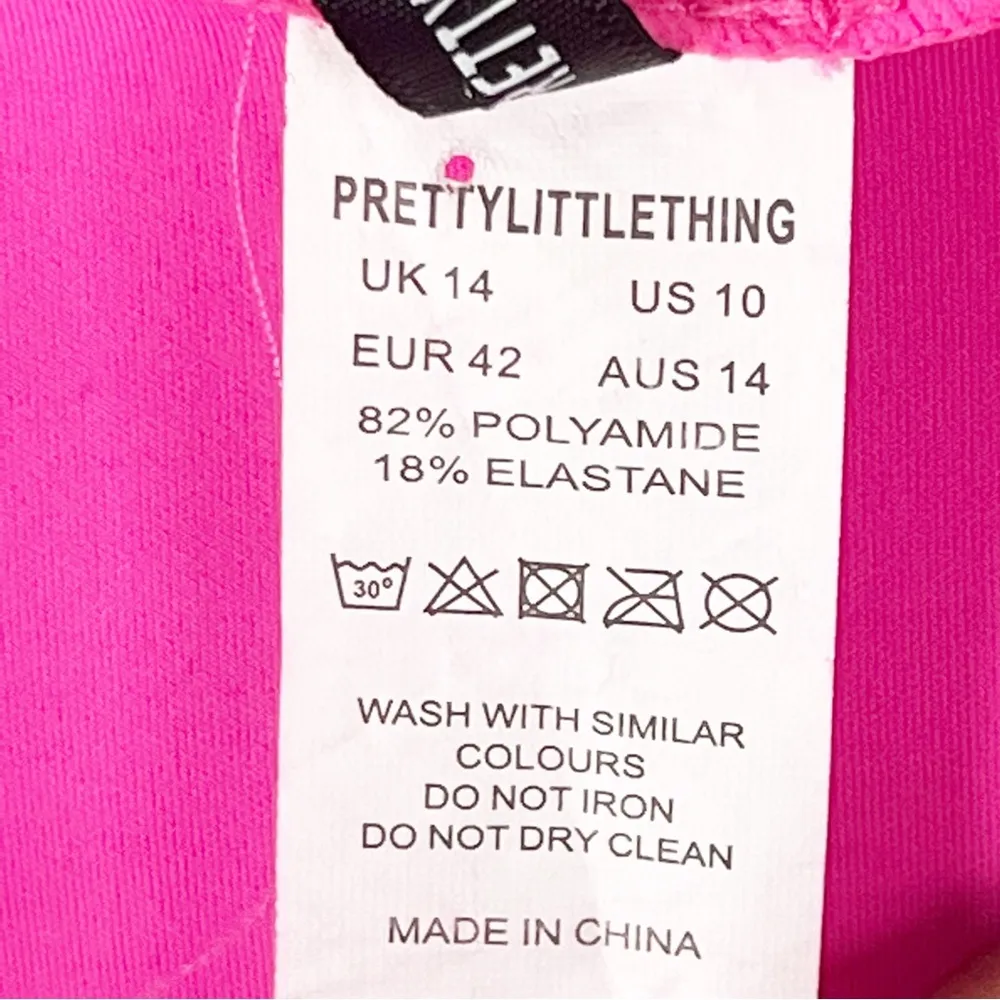 PRETTYLITTLETHING
UK 14 US 10
EUR 42 AUS 14
82% POLYAMIDE
18% ELASTANE
30°
WASH WITH SIMILAR
COLOURS
DO NOT IRON
DO NOT DRY CLEAN
MADE IN CHINA